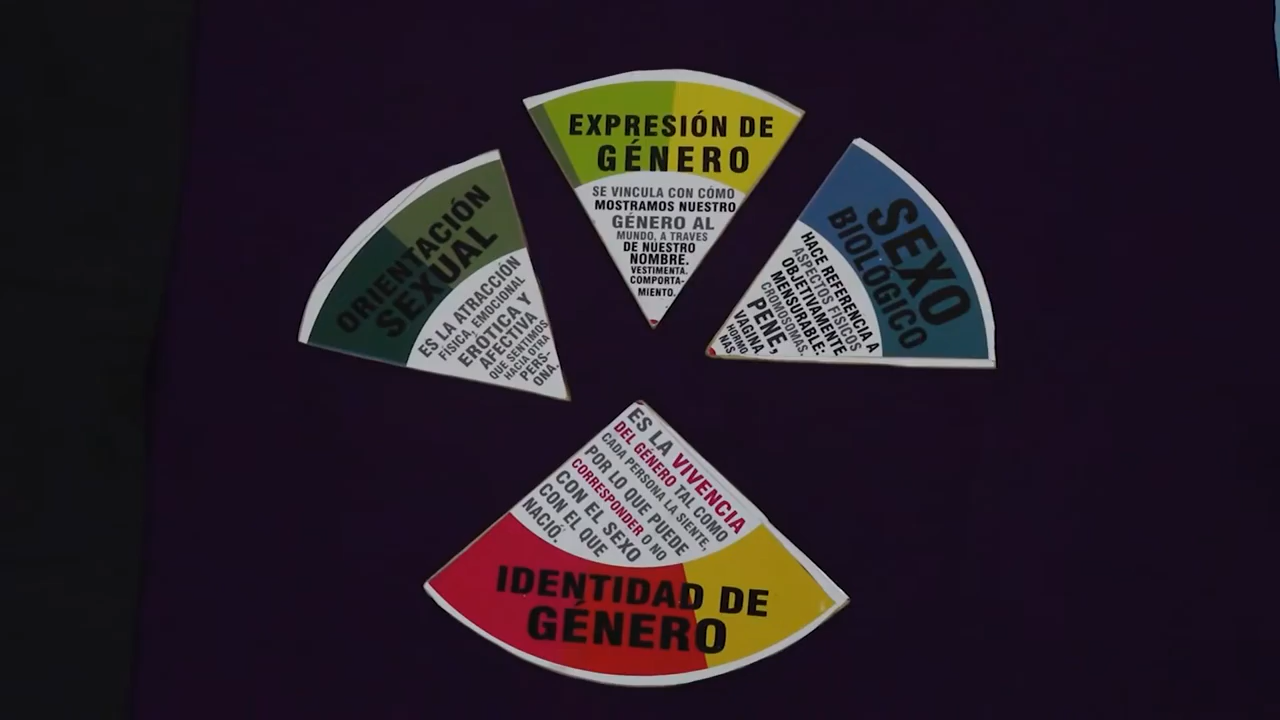 EXPRESIÓN DE
GÉNERO
SE VINCULA CON CÓMO
MOSTRAMOS NUESTRO
GÉNERO AL
MUNDO, A TRAVES
DE NUESTRO
NOMBRE.
VESTIMENTA.
COMPORTA-
MIENTO.
ORIENTACIÓN
SEXUAL
ES LA ATRACCIÓN
FÍSICA, EMOCIONAL
ERÓTICA Y
AFECTIVA
QUE SENTIMOS
HACIA OTRA
PERS-
ONA.
SEXO
BIOLÓGICO
HACE REFERENCIA A
ASPECTOS FÍSICOS
OBJETIVAMENTE
MENSURABLE:
CROMOSOMAS.
PENE,
VAGINA
HORMO
NAS
ES LA VIVENCIA
DEL GÉNERO TAL COMO
CADA PERSONA LA SIENTE,
POR LO QUE PUEDE
CORRESPONDER O NO
CON EL SEXO
CON EL QUE
NACIÓ.
IDENTIDAD DE
GÉNERO